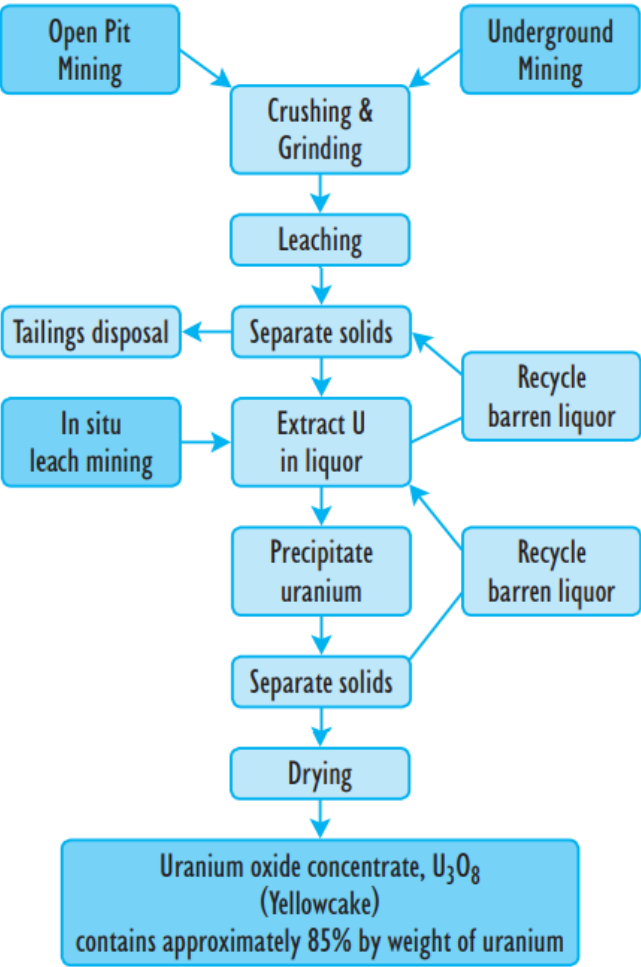 Open Pit
Mining
Underground
Mining
Crushing &
Grinding
Leaching
Tailings disposal
Separate solids
Recycle
barren liquor
In situ
leach mining
Extract U
in liquor
Precipitate
uranium
Recycle
barren liquor
Separate solids
Drying
Uranium oxide concentrate, U₃O₈
(Yellowcake)
contains approximately 85% by weight of uranium